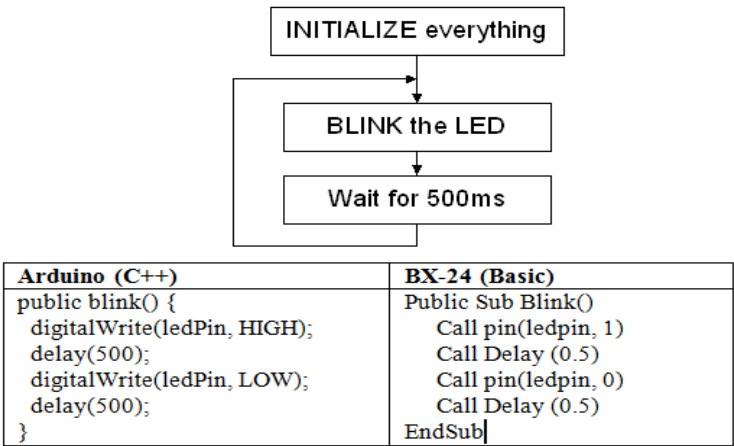 INITIALIZE everything
BLINK the LED
Wait for 500ms
Arduino (C++)
public blink() {
digitalWrite(ledPin, HIGH);
delay(500);
digitalWrite(ledPin, LOW);
delay(500);
}
BX-24 (Basic)
Public Sub Blink()
Call pin(ledpin, 1)
Call Delay (0.5)
Call pin(ledpin, 0)
Call Delay (0.5)
EndSub